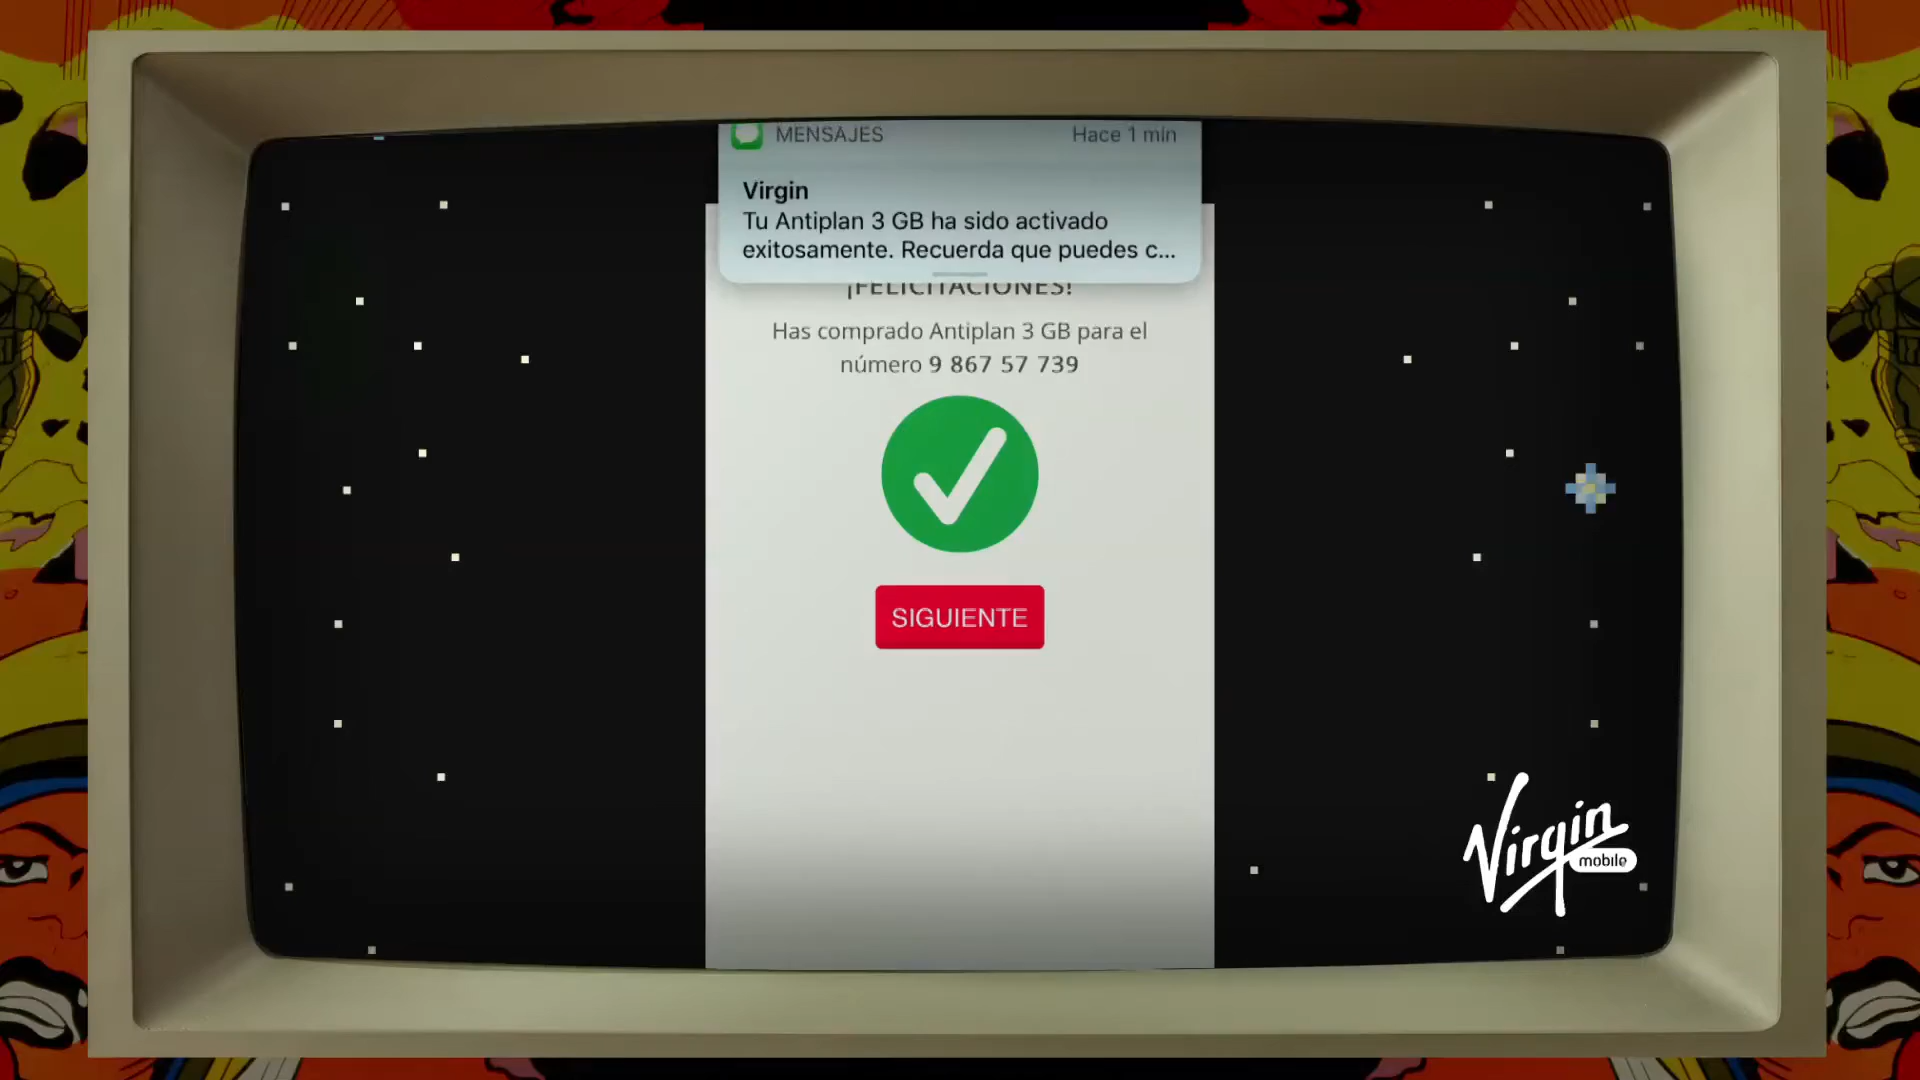 MENSAJES Hace 1 min
Virgin
Tu Antiplan 3 GB ha sido activado
exitosamente. Recuerda que puedes c...
¡FELICITACIONES!
Has comprado Antiplan 3 GB para el
número 9 867 57 739
SIGUIENTE
Virgin
mobile